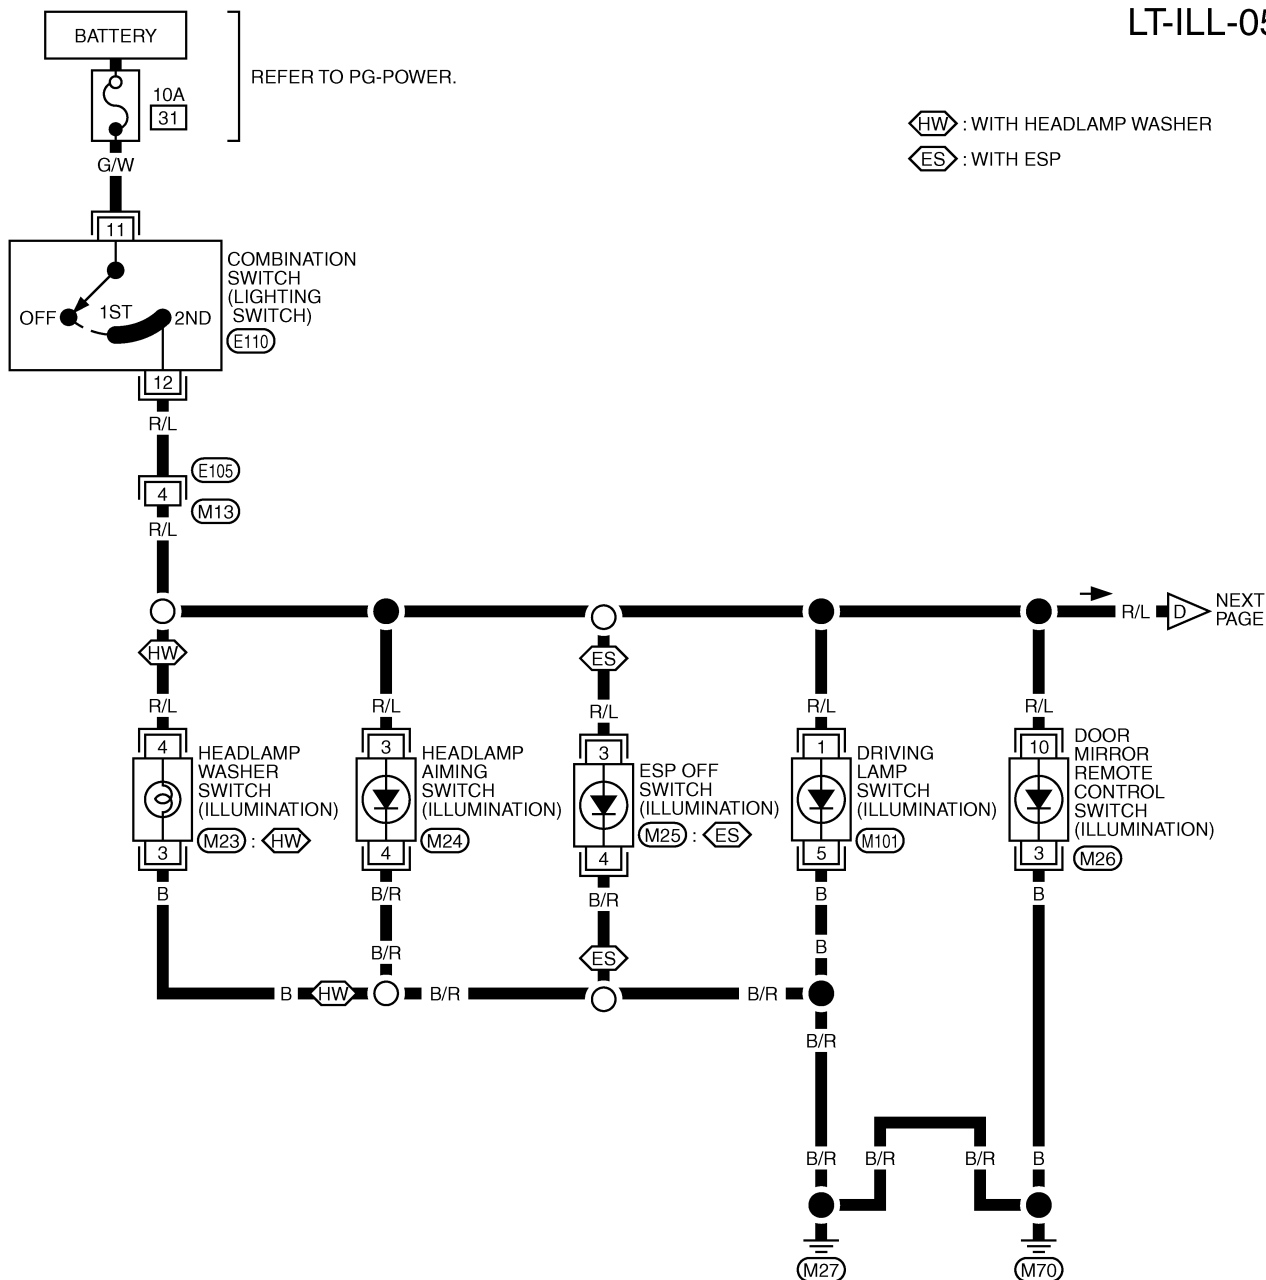 LT-ILL-05
BATTERY
REFER TO PG-POWER.
10A
31
G/W
HW : WITH HEADLAMP WASHER
ES : WITH ESP
11
COMBINATION
SWITCH
(LIGHTING
SWITCH)
E110
OFF
1ST
2ND
12
R/L
E105
4
M13
R/L
R/L
D
NEXT
PAGE
HW
ES
R/L
R/L
R/L
R/L
R/L
4
HEADLAMP
WASHER
SWITCH
(ILLUMINATION)
M23 : HW
3
3
HEADLAMP
AIMING
SWITCH
(ILLUMINATION)
M24
4
3
ESP OFF
SWITCH
(ILLUMINATION)
M25 : ES
4
1
DRIVING
LAMP
SWITCH
(ILLUMINATION)
M101
5
10
DOOR
MIRROR
REMOTE
CONTROL
SWITCH
(ILLUMINATION)
M26
3
B
B/R
B/R
B
B
B/R
ES
B
B
HW
B/R
B/R
B/R
B/R
B/R
B/R
B
M27
M70